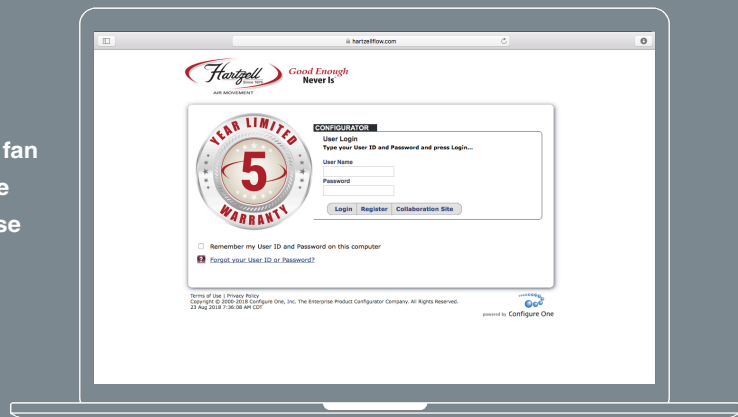 fan
e
se
hartzellflow.com
Hartzell
Since 1875
AIR MOVEMENT
Good Enough
Never Is
5
YEAR LIMITED
WARRANTY
CONFIGURATOR
User Login
Type your User ID and Password and press Login...
User Name
Password
Login Register Collaboration Site
Remember my User ID and Password on this computer
? Forgot your User ID or Password?
Terms of Use | Privacy Policy
Copyright © 2000-2018 Configure One, Inc. The Enterprise Product Configurator Company. All Rights Reserved.
23 Aug 2018 7:36:08 AM CDT
powered by Configure One